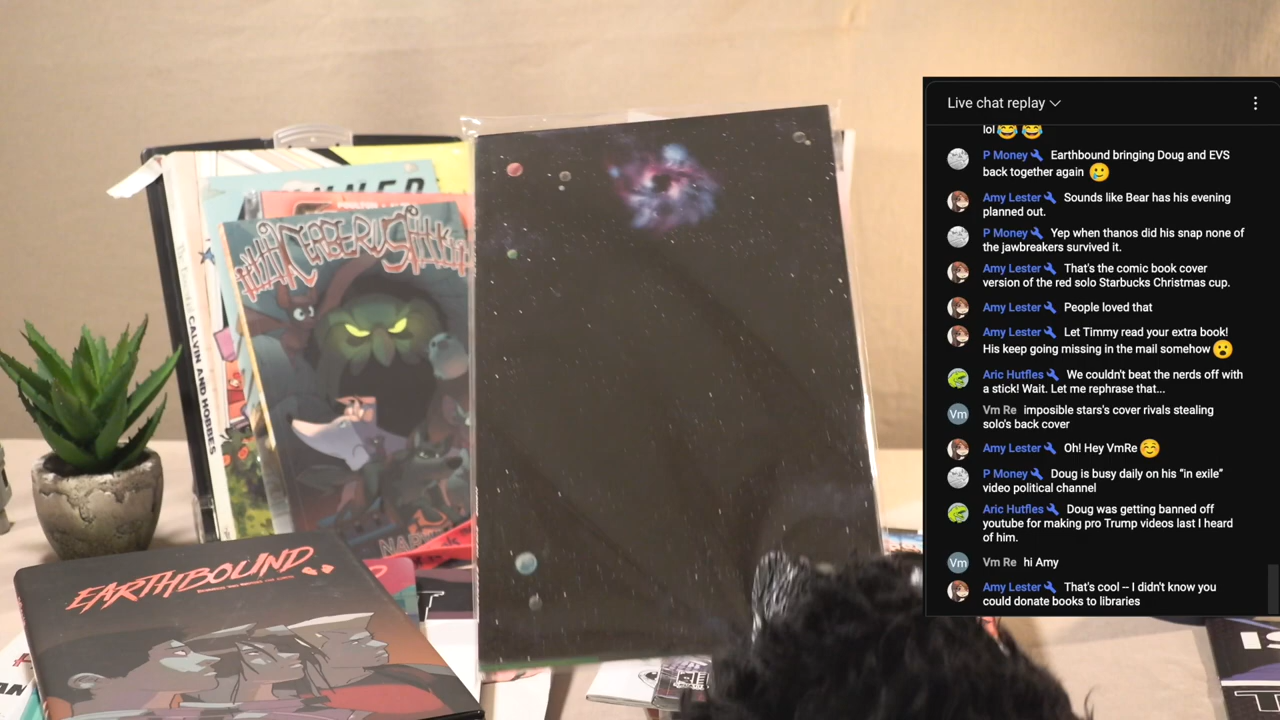 CERBERUS
CALVIN AND HOBBES
EARTHBOUND
Live chat replay
lol😂😂
P Money Earthbound bringing Doug and EVS
back together again 🥲
Amy Lester Sounds like Bear has his evening
planned out.
P Money Yep when thanos did his snap none of
the jawbreakers survived it.
Amy Lester That's the comic book cover
version of the red solo Starbucks Christmas cup.
Amy Lester People loved that
Amy Lester Let Timmy read your extra book!
His keep going missing in the mail somehow😮
Aric Hutfles We couldn't beat the nerds off with
a stick! Wait. Let me rephrase that...
Vm
Vm Re imposible stars's cover rivals stealing
solo's back cover
Amy Lester Oh! Hey VmRe☺️
P Money Doug is busy daily on his “in exile”
video political channel
Aric Hutfles Doug was getting banned off
youtube for making pro Trump videos last I heard
of him.
Vm
Vm Re hi Amy
Amy Lester That's cool -- I didn't know you
could donate books to libraries